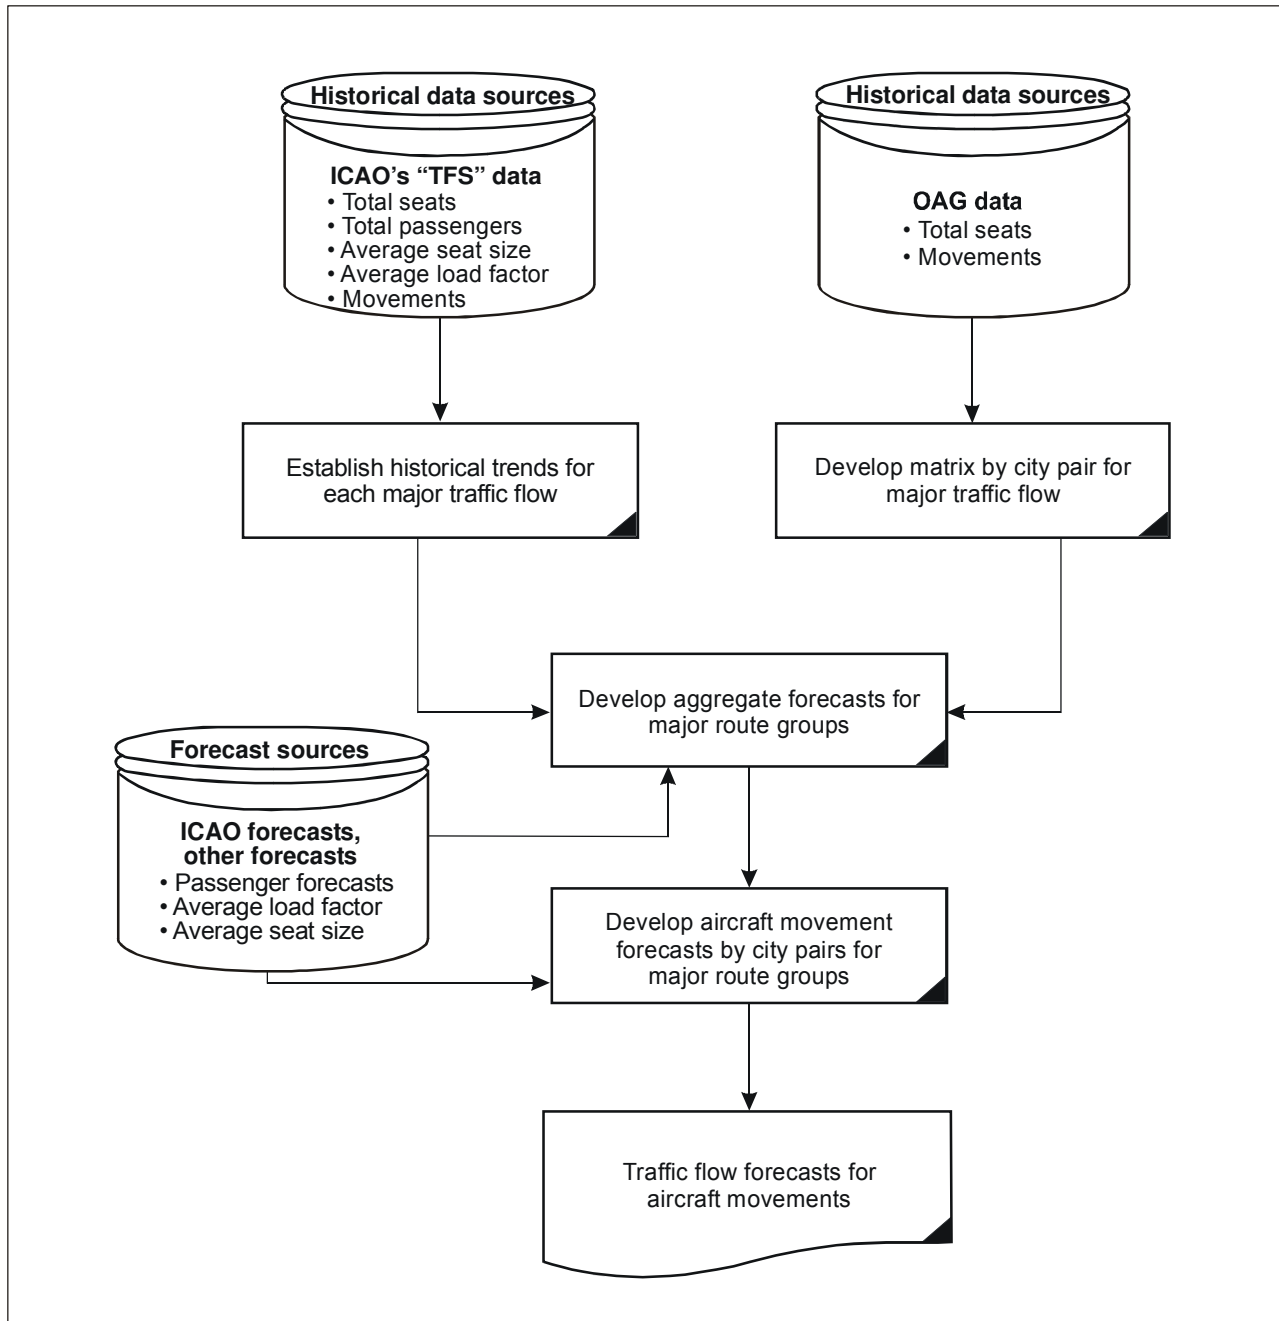 Historical data sources
ICAO’s “TFS” data
• Total seats
• Total passengers
• Average seat size
• Average load factor
• Movements
Historical data sources
OAG data
• Total seats
• Movements
Establish historical trends for
each major traffic flow
Develop matrix by city pair for
major traffic flow
Develop aggregate forecasts for
major route groups
Forecast sources
ICAO forecasts,
other forecasts
• Passenger forecasts
• Average load factor
• Average seat size
Develop aircraft movement
forecasts by city pairs for
major route groups
Traffic flow forecasts for
aircraft movements